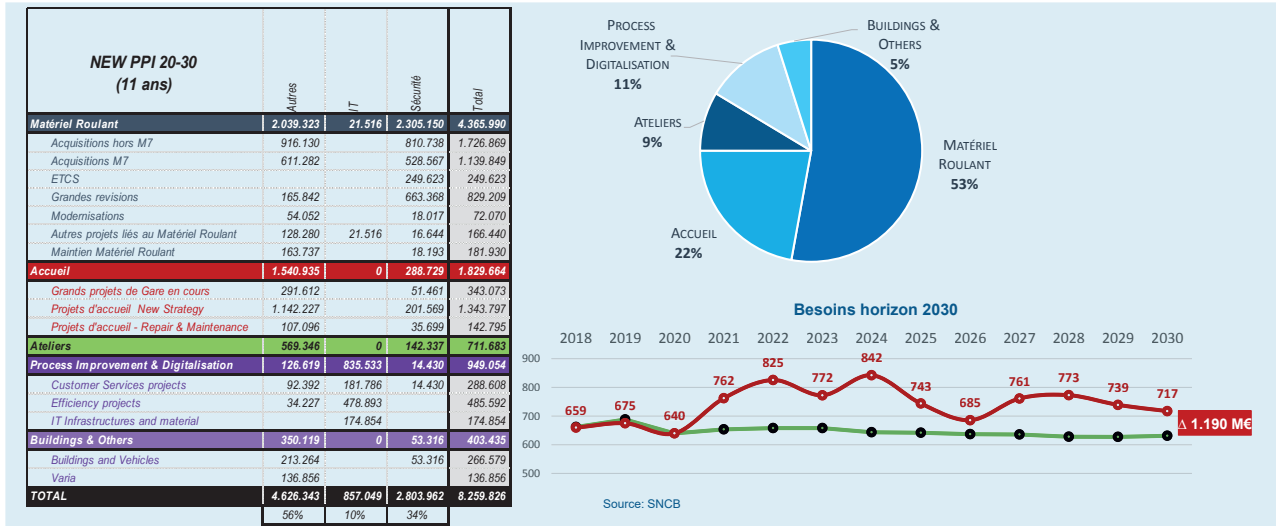 NEW PPI 20-30
(11 ans)
Autres IT Sécurité Total
Matériel Roulant 2.039.323 21.516 2.305.150 4.365.990
Acquisitions hors M7 916.130 810.738 1.726.869
Acquisitions M7 611.282 528.567 1.139.849
ETCS 249.623 249.623
Grandes revisions 165.842 663.368 829.209
Modernisations 54.052 18.017 72.070
Autres projets liés au Matériel Roulant 128.280 21.516 16.644 166.440
Maintien Matériel Roulant 163.737 18.193 181.930
Accueil 1.540.935 0 288.729 1.829.664
Grands projets de Gare en cours 291.612 51.461 343.073
Projets d'accueil New Strategy 1.142.227 201.569 1.343.797
Projets d'accueil - Repair & Maintenance 107.096 35.699 142.795
Ateliers 569.346 0 142.337 711.683
Process Improvement & Digitalisation 126.619 835.533 14.430 949.054
Customer Services projects 92.392 181.786 14.430 288.608
Efficiency projects 34.227 478.893 485.592
IT Infrastructures and material 174.854 174.854
Buildings & Others 350.119 0 53.316 403.435
Buildings and Vehicles 213.264 53.316 266.579
Varia 136.856 136.856
TOTAL 4.626.343 857.049 2.803.962 8.259.826
56% 10% 34%
PROCESS
IMPROVEMENT &
DIGITALISATION
11%
BUILDINGS &
OTHERS
5%
ATELIERS
9%
MATÉRIEL
ROULANT
53%
ACCUEIL
22%
Besoins horizon 2030
2018 2019 2020 2021 2022 2023 2024 2025 2026 2027 2028 2029 2030
900
800
700
600
500
659 675 640 762 825 772 842 743 685 761 773 739 717
Δ 1.190 M€
Source: SNCB